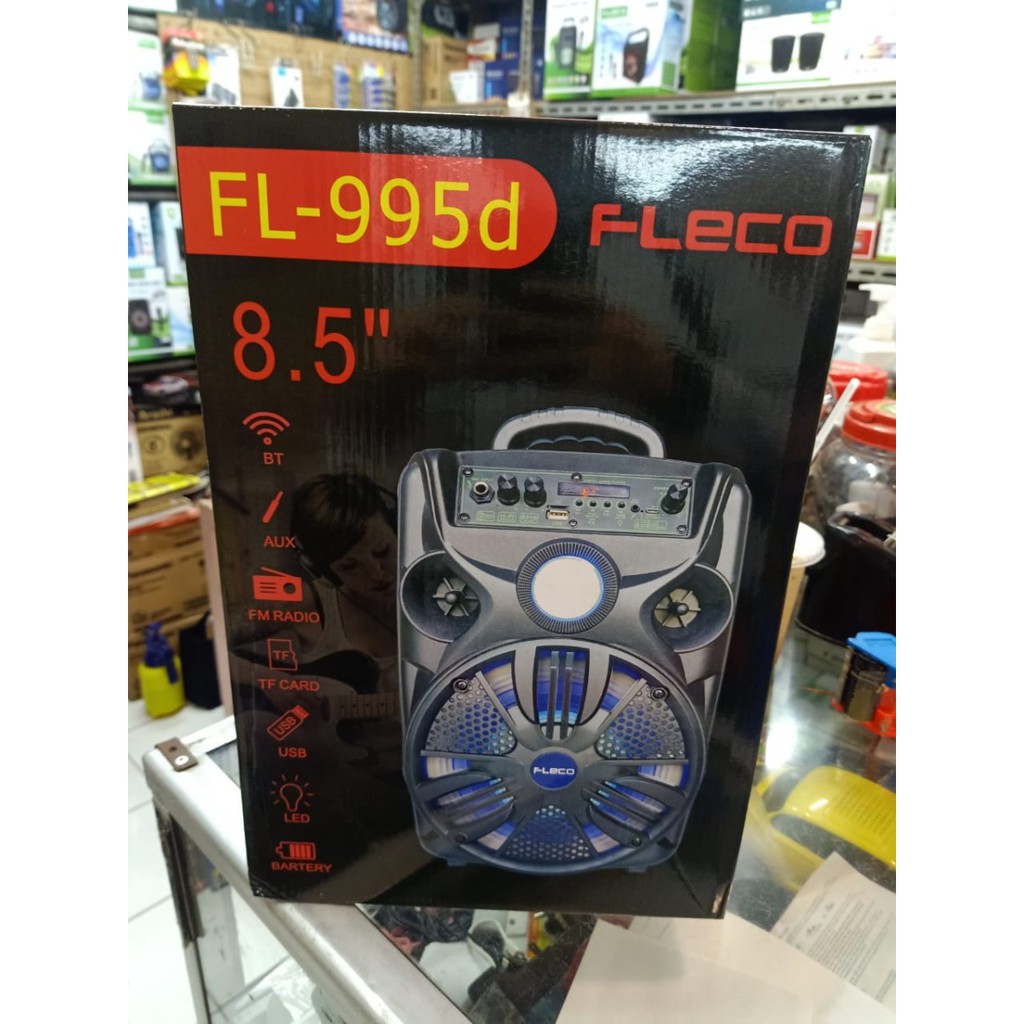 FL-995d
FLECO
8.5"
BT
AUX
FM RADIO
TF
TF CARD
USB
USB
LED
BARTERY
FLECO